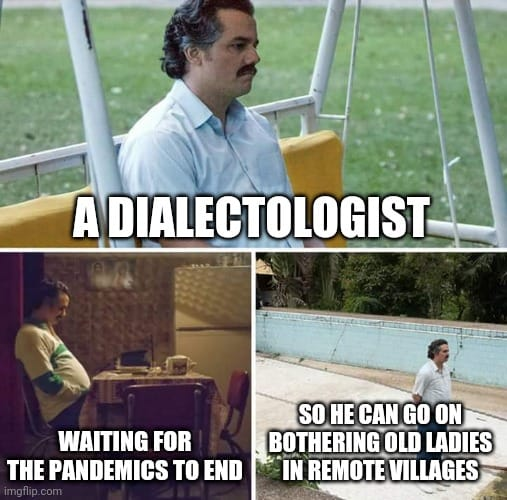 A DIALECTOLOGIST
WAITING FOR
THE PANDEMICS TO END
SO HE CAN GO ON
BOTHERING OLD LADIES
IN REMOTE VILLAGES
imgflip.com